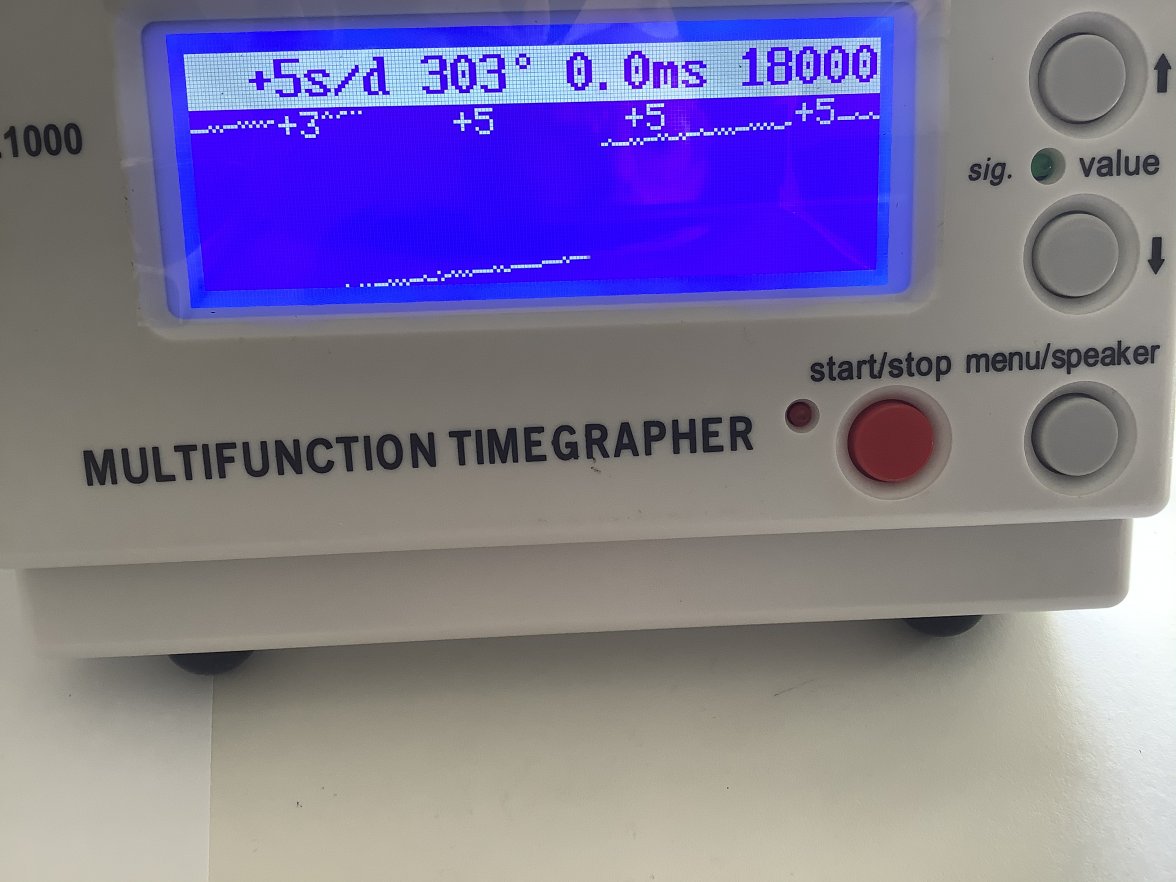 +5s/d 303° 0.0ms 18000
+3 +5 +5 +5
1000
sig. value
start/stop menu/speaker
MULTIFUNCTION TIMEGRAPHER